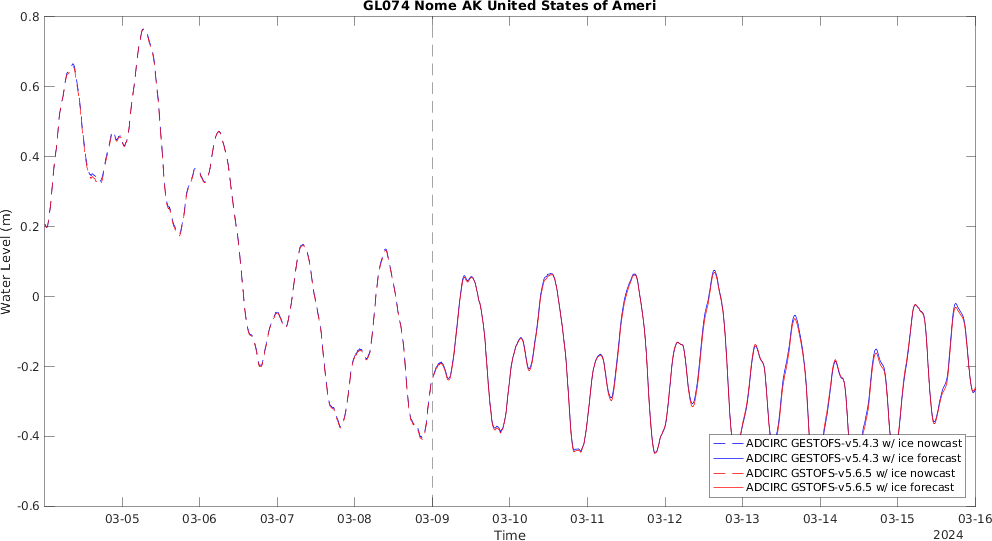 GL074 Nome AK United States of Ameri
0.8
0.6
0.4
0.2
0
-0.2
-0.4
-0.6
Water Level (m)
ADCIRC GESTOFS-v5.4.3 w/ ice nowcast
ADCIRC GESTOFS-v5.4.3 w/ ice forecast
ADCIRC GSTOFS-v5.6.5 w/ ice nowcast
ADCIRC GSTOFS-v5.6.5 w/ ice forecast
03-05 03-06 03-07 03-08 03-09 03-10 03-11 03-12 03-13 03-14 03-15 03-16
Time
2024